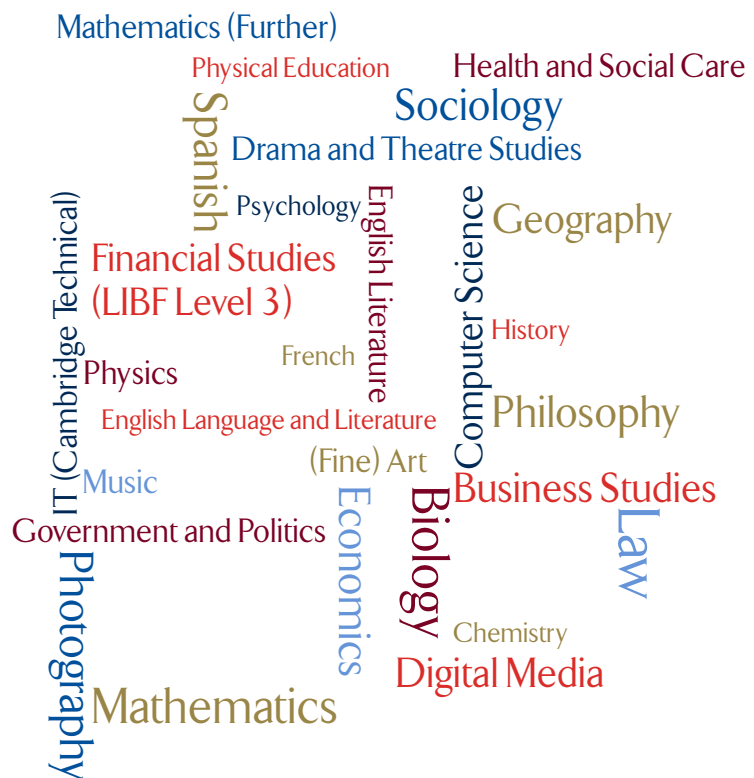 Mathematics (Further)
Physical Education
Health and Social Care
Spanish
Sociology
Drama and Theatre Studies
IT (Cambridge Technical)
Psychology
English Literature
Computer Science
Geography
Financial Studies
(LIBF Level 3)
History
French
Physics
English Language and Literature
Philosophy
(Fine) Art
Music
Business Studies
Economics
Biology
Law
Government and Politics
Photography
Chemistry
Digital Media
Mathematics